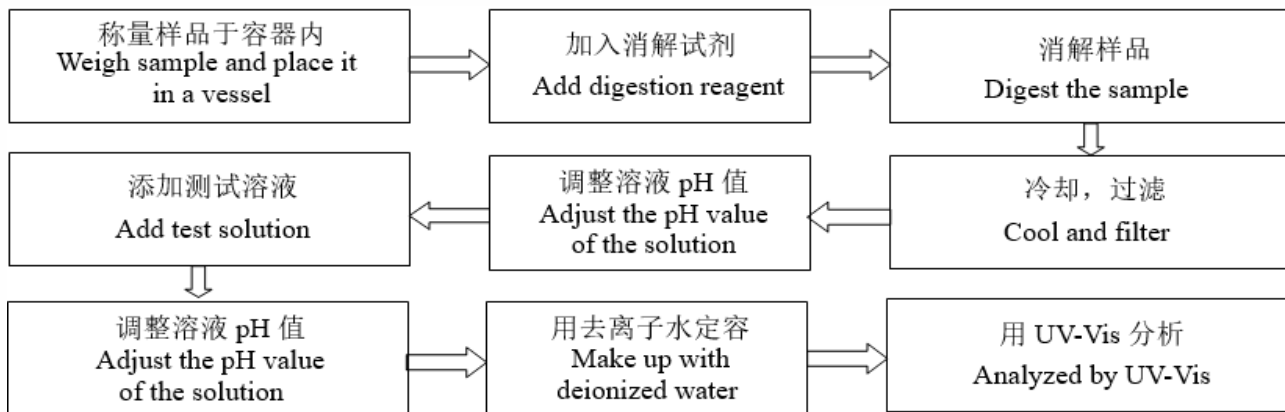 称量样品于容器内
Weigh sample and place it
in a vessel
加入消解试剂
Add digestion reagent
消解样品
Digest the sample
添加测试溶液
Add test solution
调整溶液 pH 值
Adjust the pH value
of the solution
冷却，过滤
Cool and filter
调整溶液 pH 值
Adjust the pH value
of the solution
用去离子水定容
Make up with
deionized water
用 UV-Vis 分析
Analyzed by UV-Vis